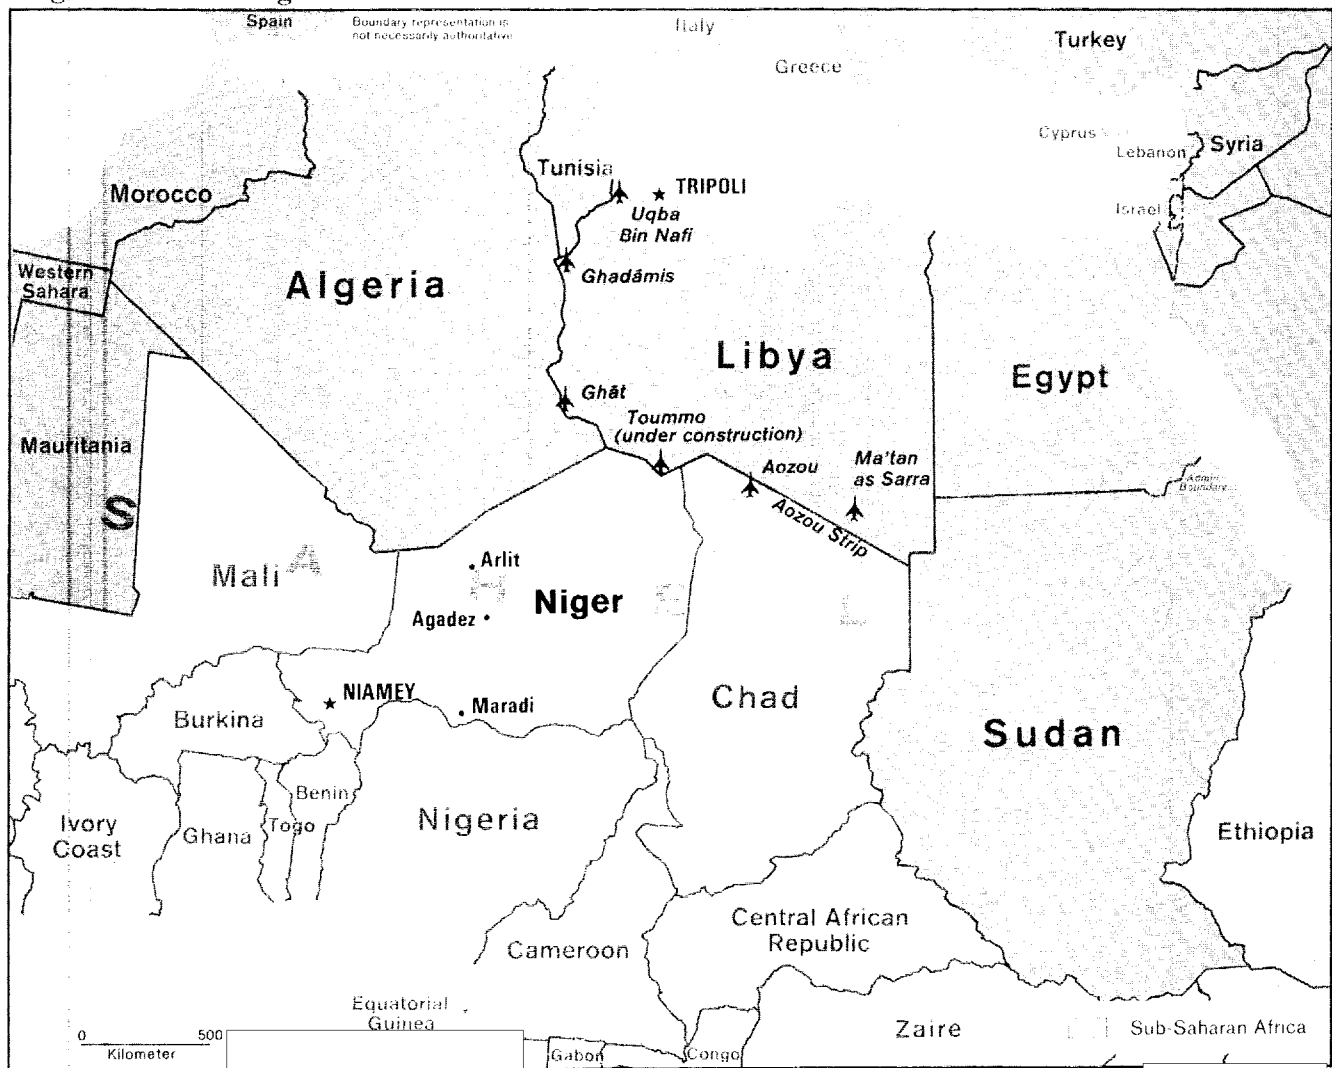 Spain
Boundary representation is
not necessarily authoritative
Italy
Turkey
Greece
Cyprus
Lebanon
Syria
Tunisia
TRIPOLI
Morocco
Uqba
Bin Nafi
Israel
Western
Sahara
Algeria
Ghadāmis
Libya
Egypt
Ghāt
Toummo
(under construction)
Mauritania
Aozou
Ma'tan
as Sarra
Admin
Boundary
Aozou Strip
S
A
H
E
L
Mali
Arlit
Niger
Agadez
NIAMEY
Maradi
Chad
Burkina
Sudan
Benin
Ivory
Coast
Ghana
Togo
Nigeria
Ethiopia
Central African
Republic
Cameroon
Equatorial
Guinea
Zaire
Sub-Saharan Africa
0
500
Kilometer
Gabon
Congo